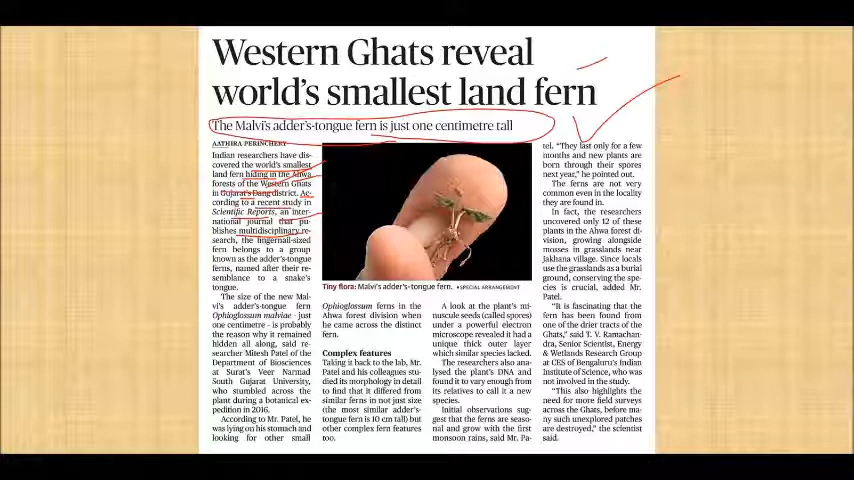 Western Ghats reveal
world's smallest land fern
The Malvi's adder's-tongue fern is just one centimetre tall
AATHIRA PERINCHERY
Indian researchers have dis-
covered the world's smallest
land fern hiding in the Ahwa
forests of the Western Ghats
in Gujarat's Dang district. Ac-
cording to a recent study in
Scientific Reports, an inter-
national journal that pu-
blishes multidisciplinary re-
search, the fingernail-sized
fern belongs to a group
known as the adder's-tongue
ferns, named after their re-
semblance to a snake's
tongue.
The size of the new Mal-
vi's adder's-tongue fern
Ophioglossum malviae - just
one centimetre – is probably
the reason why it remained
hidden all along, said re-
searcher Mitesh Patel of the
Department of Biosciences
at Surat's Veer Narmad
South Gujarat University,
who stumbled across the
plant during a botanical ex-
pedition in 2016.
According to Mr. Patel, he
was lying on his stomach and
looking for other small
Tiny flora: Malvi's adder's-tongue fern. •SPECIAL ARRANGEMENT
Ophioglossum ferns in the
Ahwa forest division when
he came across the distinct
fern.
Complex features
Taking it back to the lab, Mr.
Patel and his colleagues stu-
died its morphology in detail
to find that it differed from
similar ferns in not just size
(the most similar adder's-
tongue fern is 10 cm tall) but
other complex fern features
too.
A look at the plant's mi-
nuscule seeds (called spores)
under a powerful electron
microscope revealed it had a
unique thick outer layer
which similar species lacked.
The researchers also ana-
lysed the plant's DNA and
found it to vary enough from
its relatives to call it a new
species.
Initial observations sug-
gest that the ferns are seaso-
nal and grow with the first
monsoon rains, said Mr. Pa-
tel. "They last only for a few
months and new plants are
born through their spores
next year," he pointed out.
The ferns are not very
common even in the locality
they are found in.
In fact, the researchers
uncovered only 12 of these
plants in the Ahwa forest di-
vision, growing alongside
mosses in grasslands near
Jakhana village. Since locals
use the grasslands as a burial
ground, conserving the spe-
cies is crucial, added Mr.
Patel.
"It is fascinating that the
fern has been found from
one of the drier tracts of the
Ghats," said T. V. Ramachan-
dra, Senior Scientist, Energy
& Wetlands Research Group
at CES of Bengaluru's Indian
Institute of Science, who was
not involved in the study.
"This also highlights the
need for more field surveys
across the Ghats, before ma-
ny such unexplored patches
are destroyed," the scientist
said.